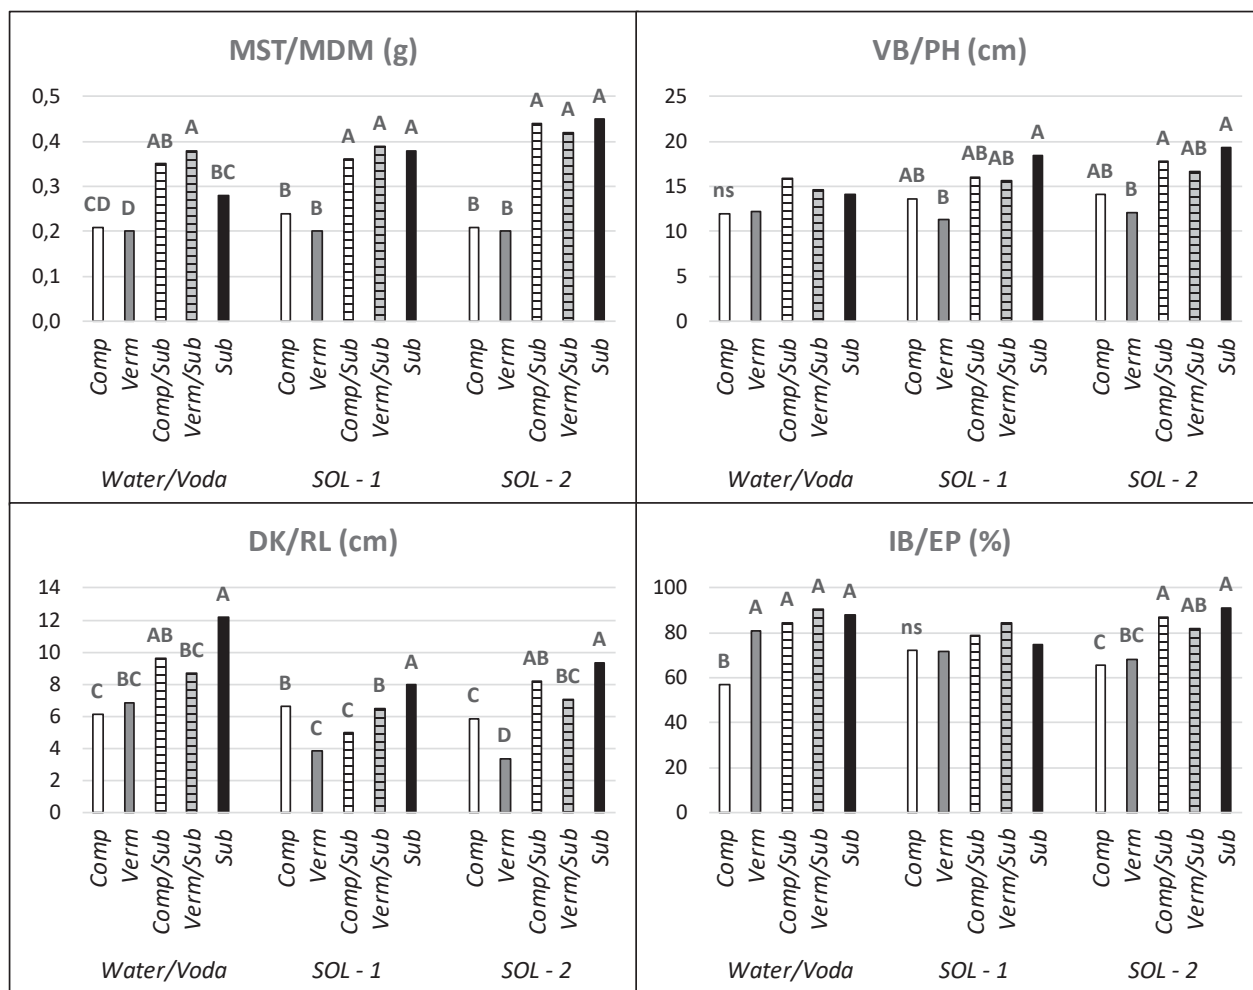 MST/MDM (g)
0,5
0,4
0,3
0,2
0,1
0,0
CD D AB A BC
B B A A A
B B A A A
Comp Verm Comp/Sub Verm/Sub Sub
Comp Verm Comp/Sub Verm/Sub Sub
Comp Verm Comp/Sub Verm/Sub Sub
Water/Voda SOL - 1 SOL - 2
VB/PH (cm)
25
20
15
10
5
0
ns
AB B AB AB A
AB B A AB A
Comp Verm Comp/Sub Verm/Sub Sub
Comp Verm Comp/Sub Verm/Sub Sub
Comp Verm Comp/Sub Verm/Sub Sub
Water/Voda SOL - 1 SOL - 2
DK/RL (cm)
14
12
10
8
6
4
2
0
C BC AB BC A
B C C B A
C D AB BC A
Comp Verm Comp/Sub Verm/Sub Sub
Comp Verm Comp/Sub Verm/Sub Sub
Comp Verm Comp/Sub Verm/Sub Sub
Water/Voda SOL - 1 SOL - 2
IB/EP (%)
100
80
60
40
20
0
B A A A A
ns
C BC A AB A
Comp Verm Comp/Sub Verm/Sub Sub
Comp Verm Comp/Sub Verm/Sub Sub
Comp Verm Comp/Sub Verm/Sub Sub
Water/Voda SOL - 1 SOL - 2